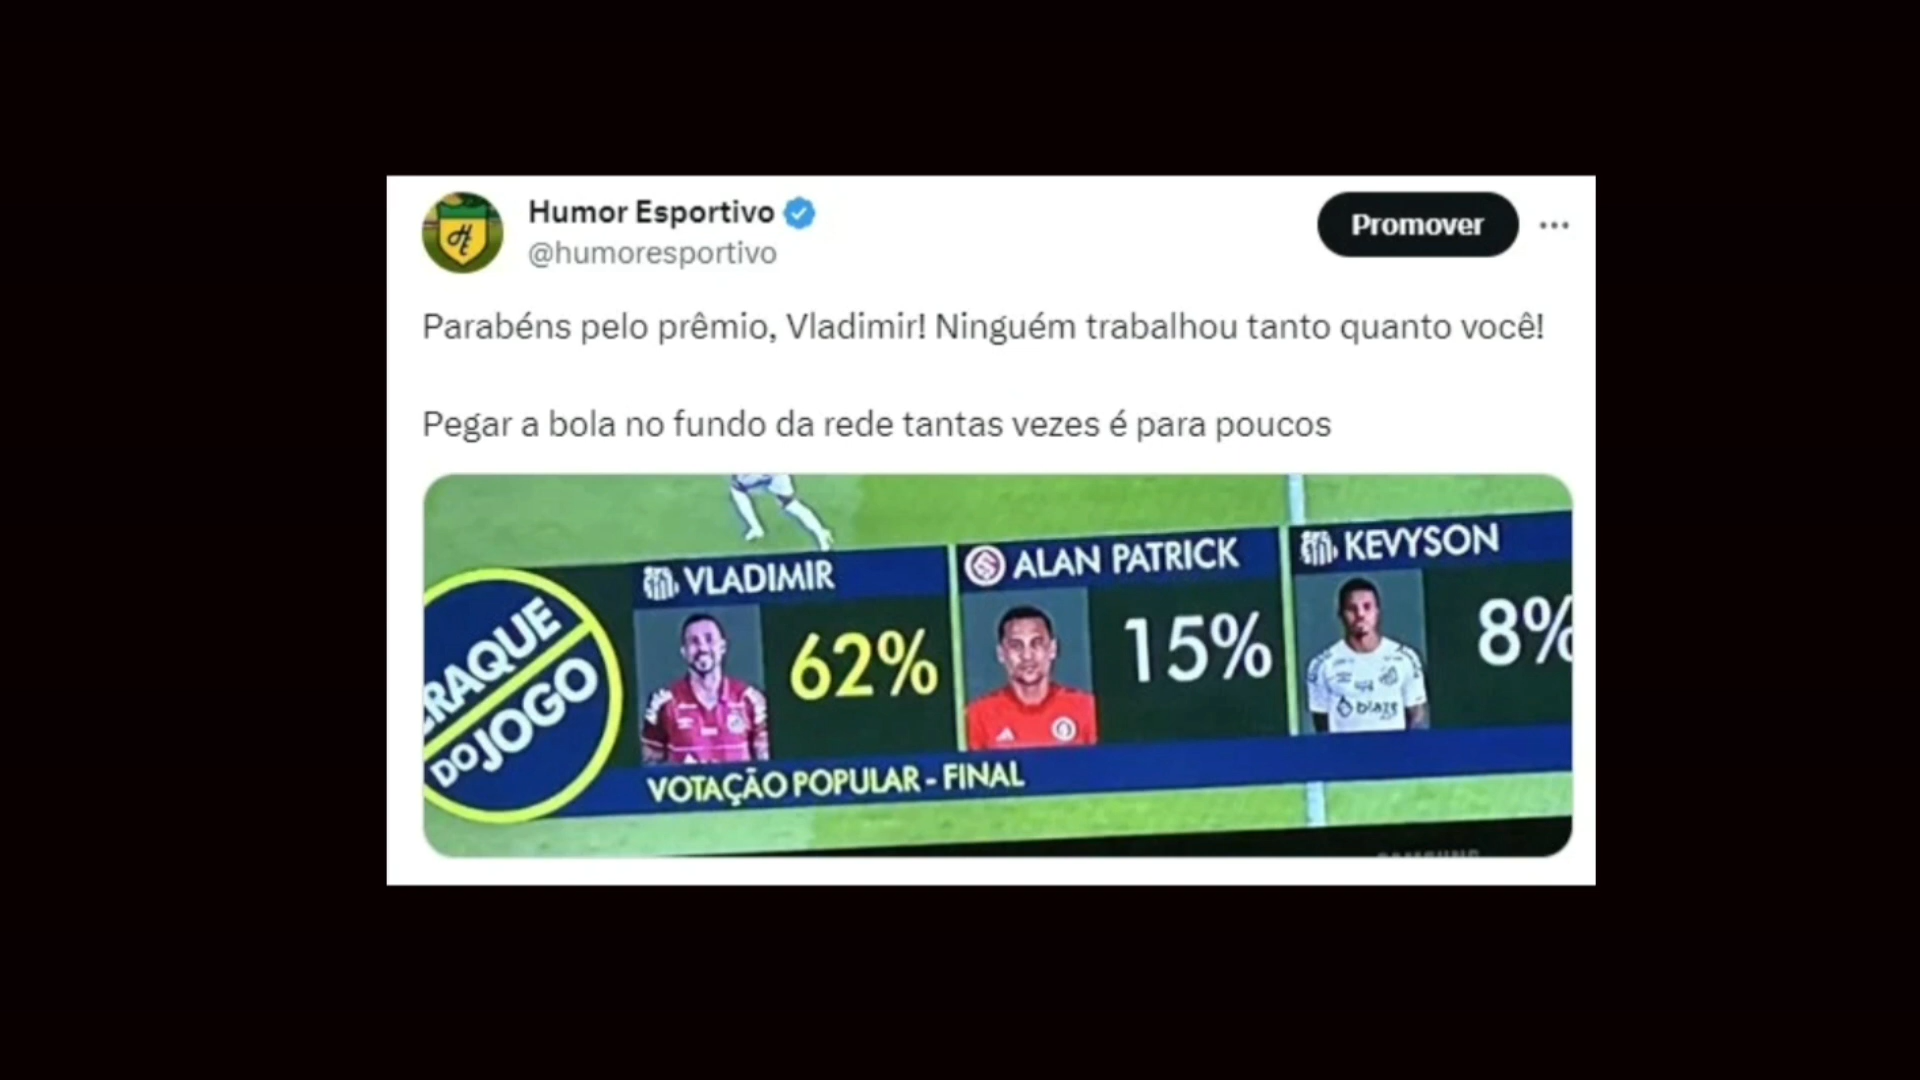 Humor Esportivo
@humoresportivo
Promover
Parabéns pelo prêmio, Vladimir! Ninguém trabalhou tanto quanto você!
Pegar a bola no fundo da rede tantas vezes é para poucos
VLADIMIR
62%
ALAN PATRICK
15%
KEVYSON
8%
blaze
DO JOGO
VOTAÇÃO POPULAR - FINAL